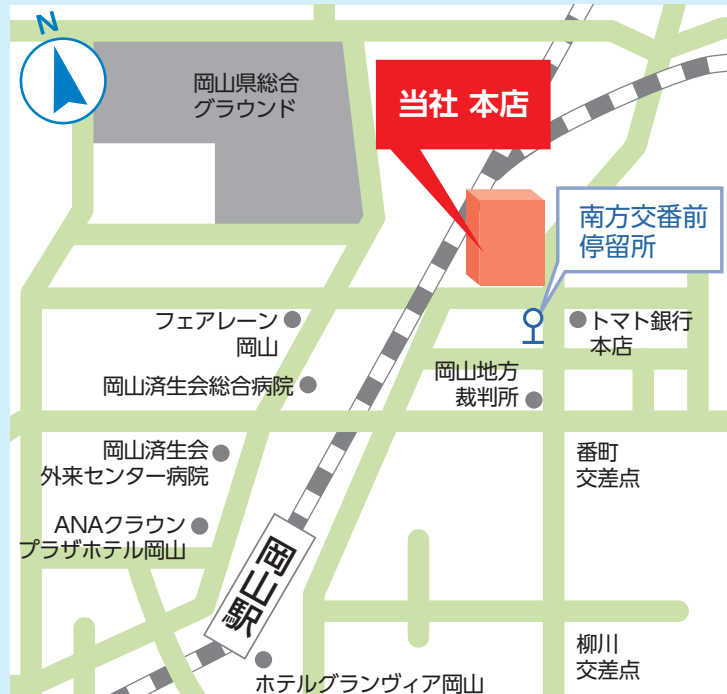 N
岡山県総合
グラウンド
当社 本店
南方交番前
停留所
フェアレーン
岡山
トマト銀行
本店
岡山済生会総合病院
岡山地方
裁判所
岡山済生会
外来センター病院
番町
交差点
ANAクラウン
プラザホテル岡山
岡山駅
柳川
交差点
ホテルグランヴィア岡山